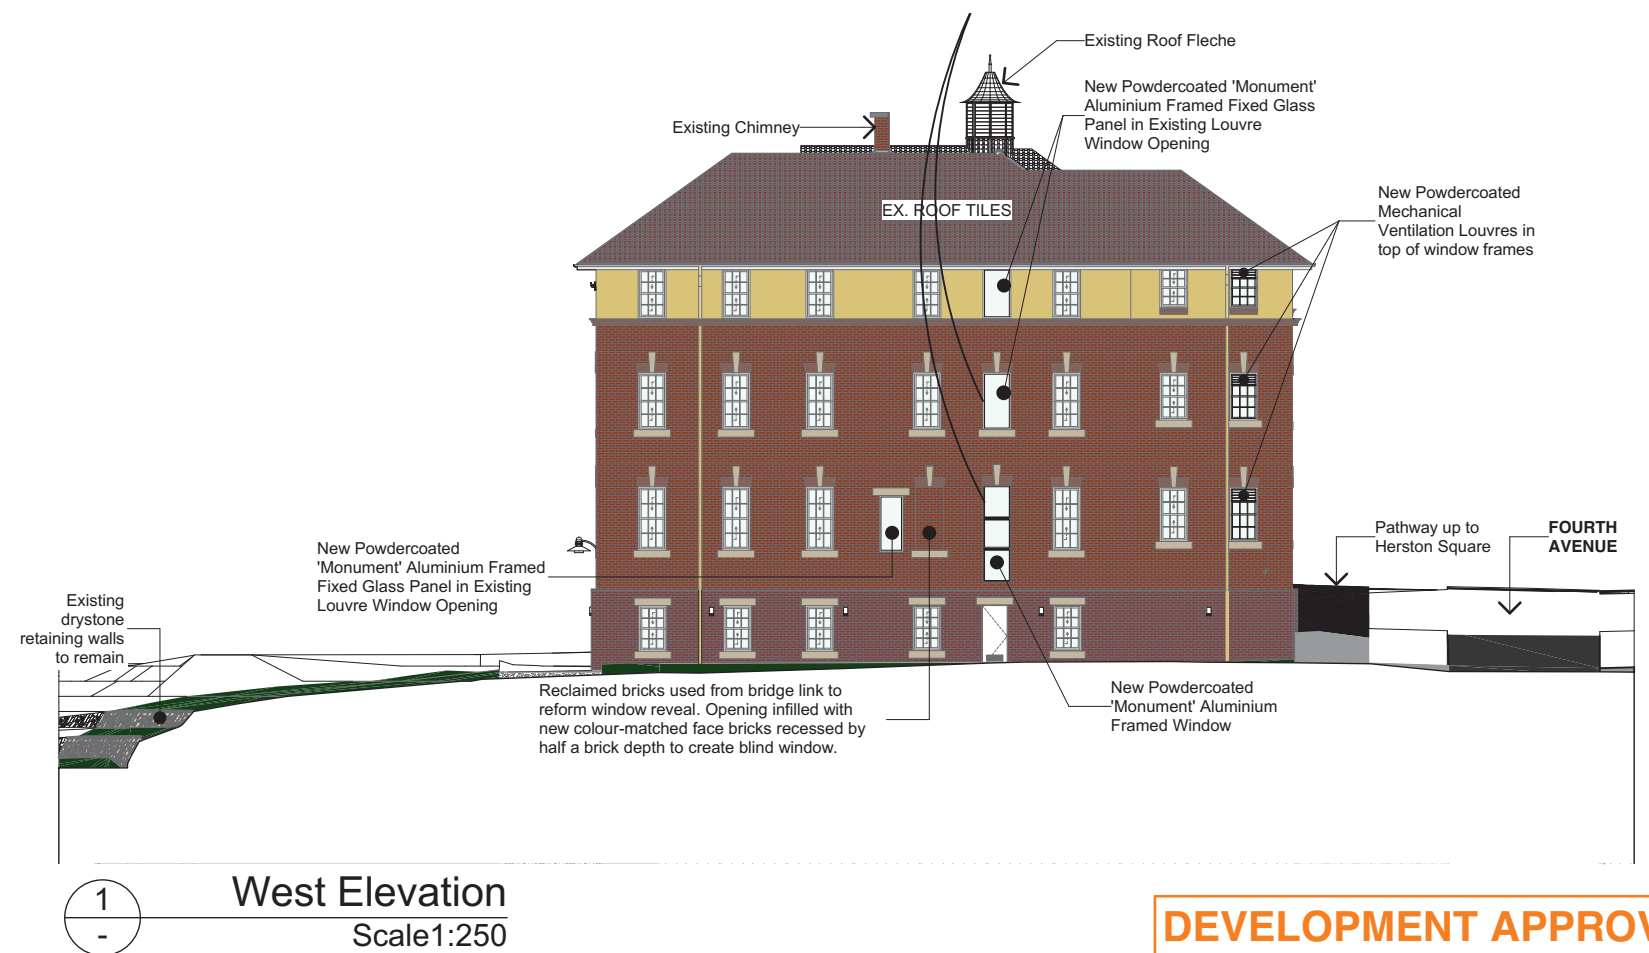 Existing Roof Fleche
New Powdercoated 'Monument'
Aluminium Framed Fixed Glass
Panel in Existing Louvre
Window Opening
Existing Chimney
New Powdercoated
Mechanical
Ventilation Louvres in
top of window frames
EX. ROOF TILES
Pathway up to
Herston Square
FOURTH
AVENUE
New Powdercoated
'Monument' Aluminium Framed
Fixed Glass Panel in Existing
Louvre Window Opening
Existing
drystone
retaining walls
to remain
Reclaimed bricks used from bridge link to
reform window reveal. Opening infilled with
new colour-matched face bricks recessed by
half a brick depth to create blind window.
New Powdercoated
'Monument' Aluminium
Framed Window
1
-
West Elevation
Scale1:250
DEVELOPMENT APPROV